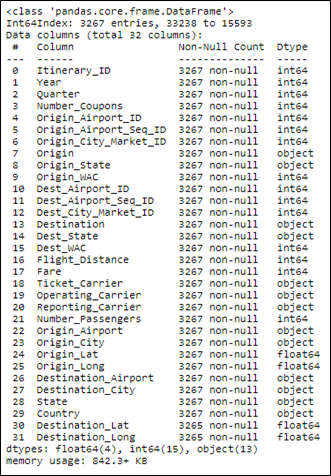 <class 'pandas.core.frame.DataFrame'>
Int64Index: 3267 entries, 33238 to 15593
Data columns (total 32 columns):
 #   Column                 Non-Null Count  Dtype
---  ------                 --------------  -----
 0   Itinerary_ID           3267 non-null   int64
 1   Year                   3267 non-null   int64
 2   Quarter                3267 non-null   int64
 3   Number_Coupons         3267 non-null   int64
 4   Origin_Airport_ID      3267 non-null   int64
 5   Origin_Airport_Seq_ID  3267 non-null   int64
 6   Origin_City_Market_ID  3267 non-null   int64
 7   Origin                 3267 non-null   object
 8   Origin_State           3267 non-null   object
 9   Origin_WAC             3267 non-null   int64
 10  Dest_Airport_ID        3267 non-null   int64
 11  Dest_Airport_Seq_ID    3267 non-null   int64
 12  Dest_City_Market_ID    3267 non-null   int64
 13  Destination            3267 non-null   object
 14  Dest_State             3267 non-null   object
 15  Dest_WAC               3267 non-null   int64
 16  Flight_Distance        3267 non-null   int64
 17  Fare                   3267 non-null   int64
 18  Ticket_Carrier         3267 non-null   object
 19  Operating_Carrier      3267 non-null   object
 20  Reporting_Carrier      3267 non-null   object
 21  Number_Passengers      3267 non-null   int64
 22  Origin_Airport         3267 non-null   object
 23  Origin_City            3267 non-null   object
 24  Origin_Lat             3267 non-null   float64
 25  Origin_Long            3267 non-null   float64
 26  Destination_Airport    3267 non-null   object
 27  Destination_City       3267 non-null   object
 28  State                  3267 non-null   object
 29  Country                3267 non-null   object
 30  Destination_Lat        3265 non-null   float64
 31  Destination_Long       3265 non-null   float64
dtypes: float64(4), int64(15), object(13)
memory usage: 842.3+ KB